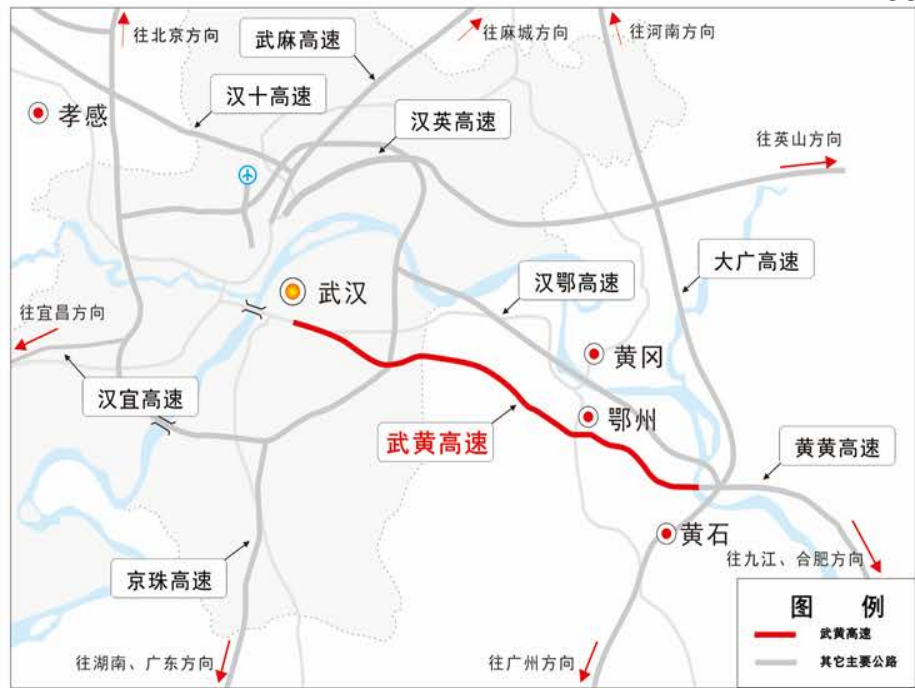 往北京方向
武麻高速
往麻城方向
往河南方向
汉十高速
孝感
汉英高速
往英山方向
大广高速
汉鄂高速
武汉
往宜昌方向
黄冈
汉宜高速
鄂州
武黄高速
黄黄高速
黄石
往九江、合肥方向
京珠高速
往湖南、广东方向
往广州方向
图 例
武黄高速
其它主要公路